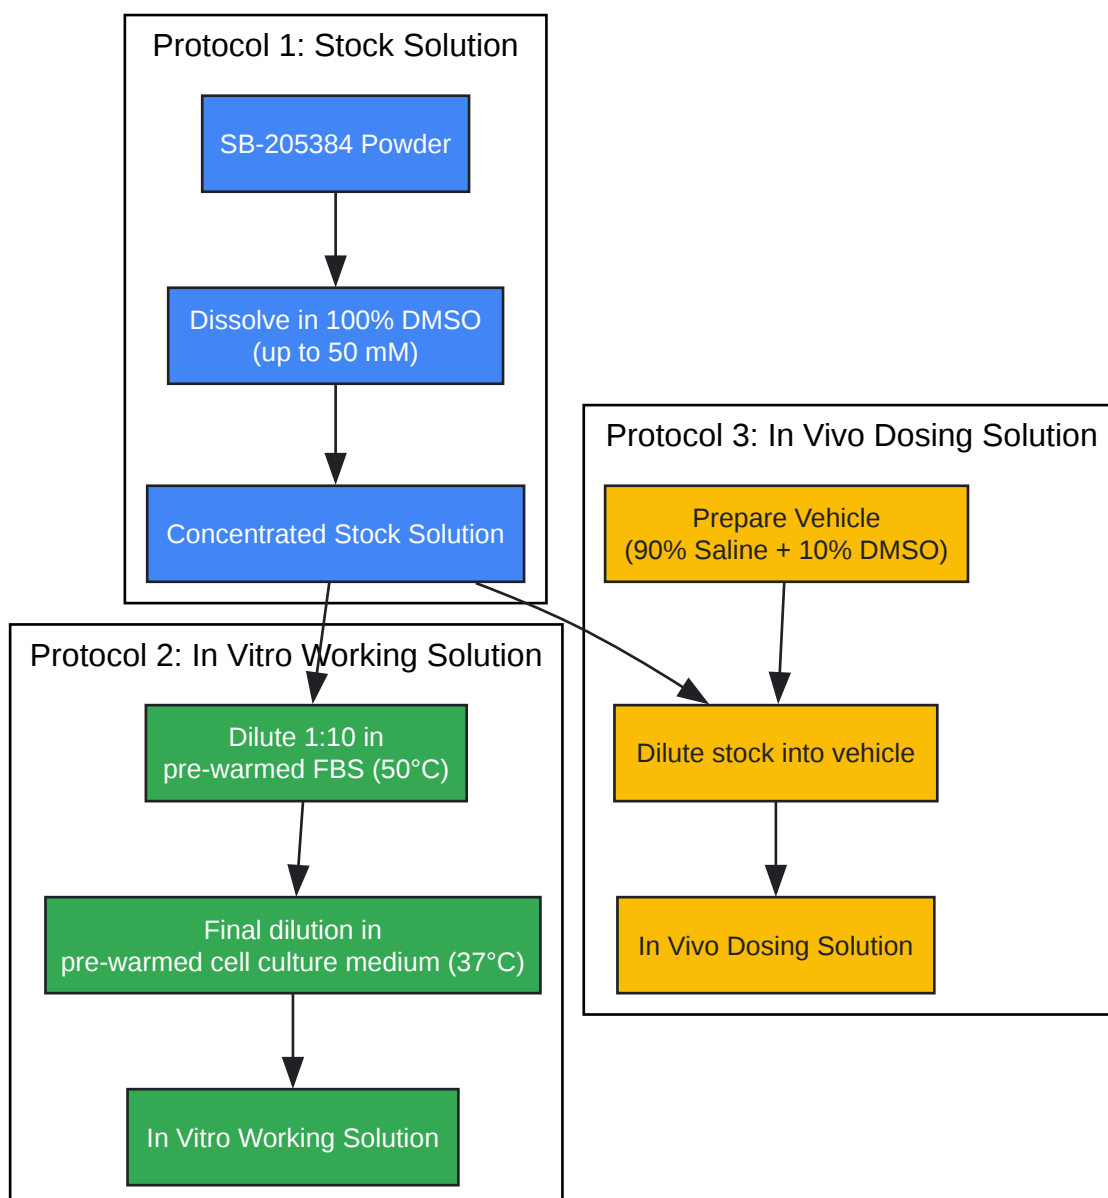 Protocol 1: Stock Solution
SB-205384 Powder
Dissolve in 100% DMSO
(up to 50 mM)
Concentrated Stock Solution
Protocol 2: In Vitro Working Solution
Dilute 1:10 in
pre-warmed FBS (50°C)
Final dilution in
pre-warmed cell culture medium (37°C)
In Vitro Working Solution
Protocol 3: In Vivo Dosing Solution
Prepare Vehicle
(90% Saline + 10% DMSO)
Dilute stock into vehicle
In Vivo Dosing Solution